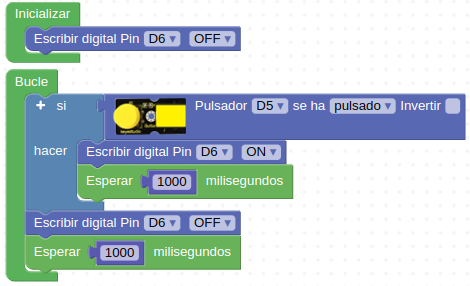 Inicializar
Escribir digital Pin D6 OFF
Bucle
si Pulsador D5 se ha pulsado Invertir
hacer Escribir digital Pin D6 ON
Esperar 1000 milisegundos
Escribir digital Pin D6 OFF
Esperar 1000 milisegundos